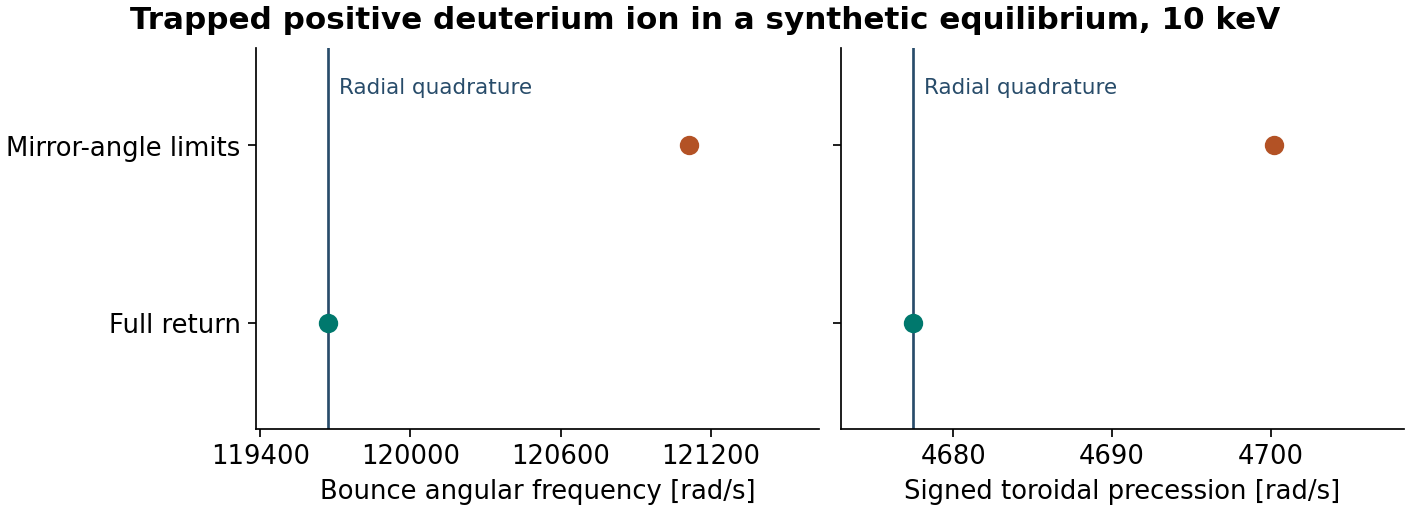 Trapped positive deuterium ion in a synthetic equilibrium, 10 keV
Radial quadrature
Radial quadrature
Mirror-angle limits
Full return
119400 120000 120600 121200
4680 4690 4700
Bounce angular frequency [rad/s]
Signed toroidal precession [rad/s]